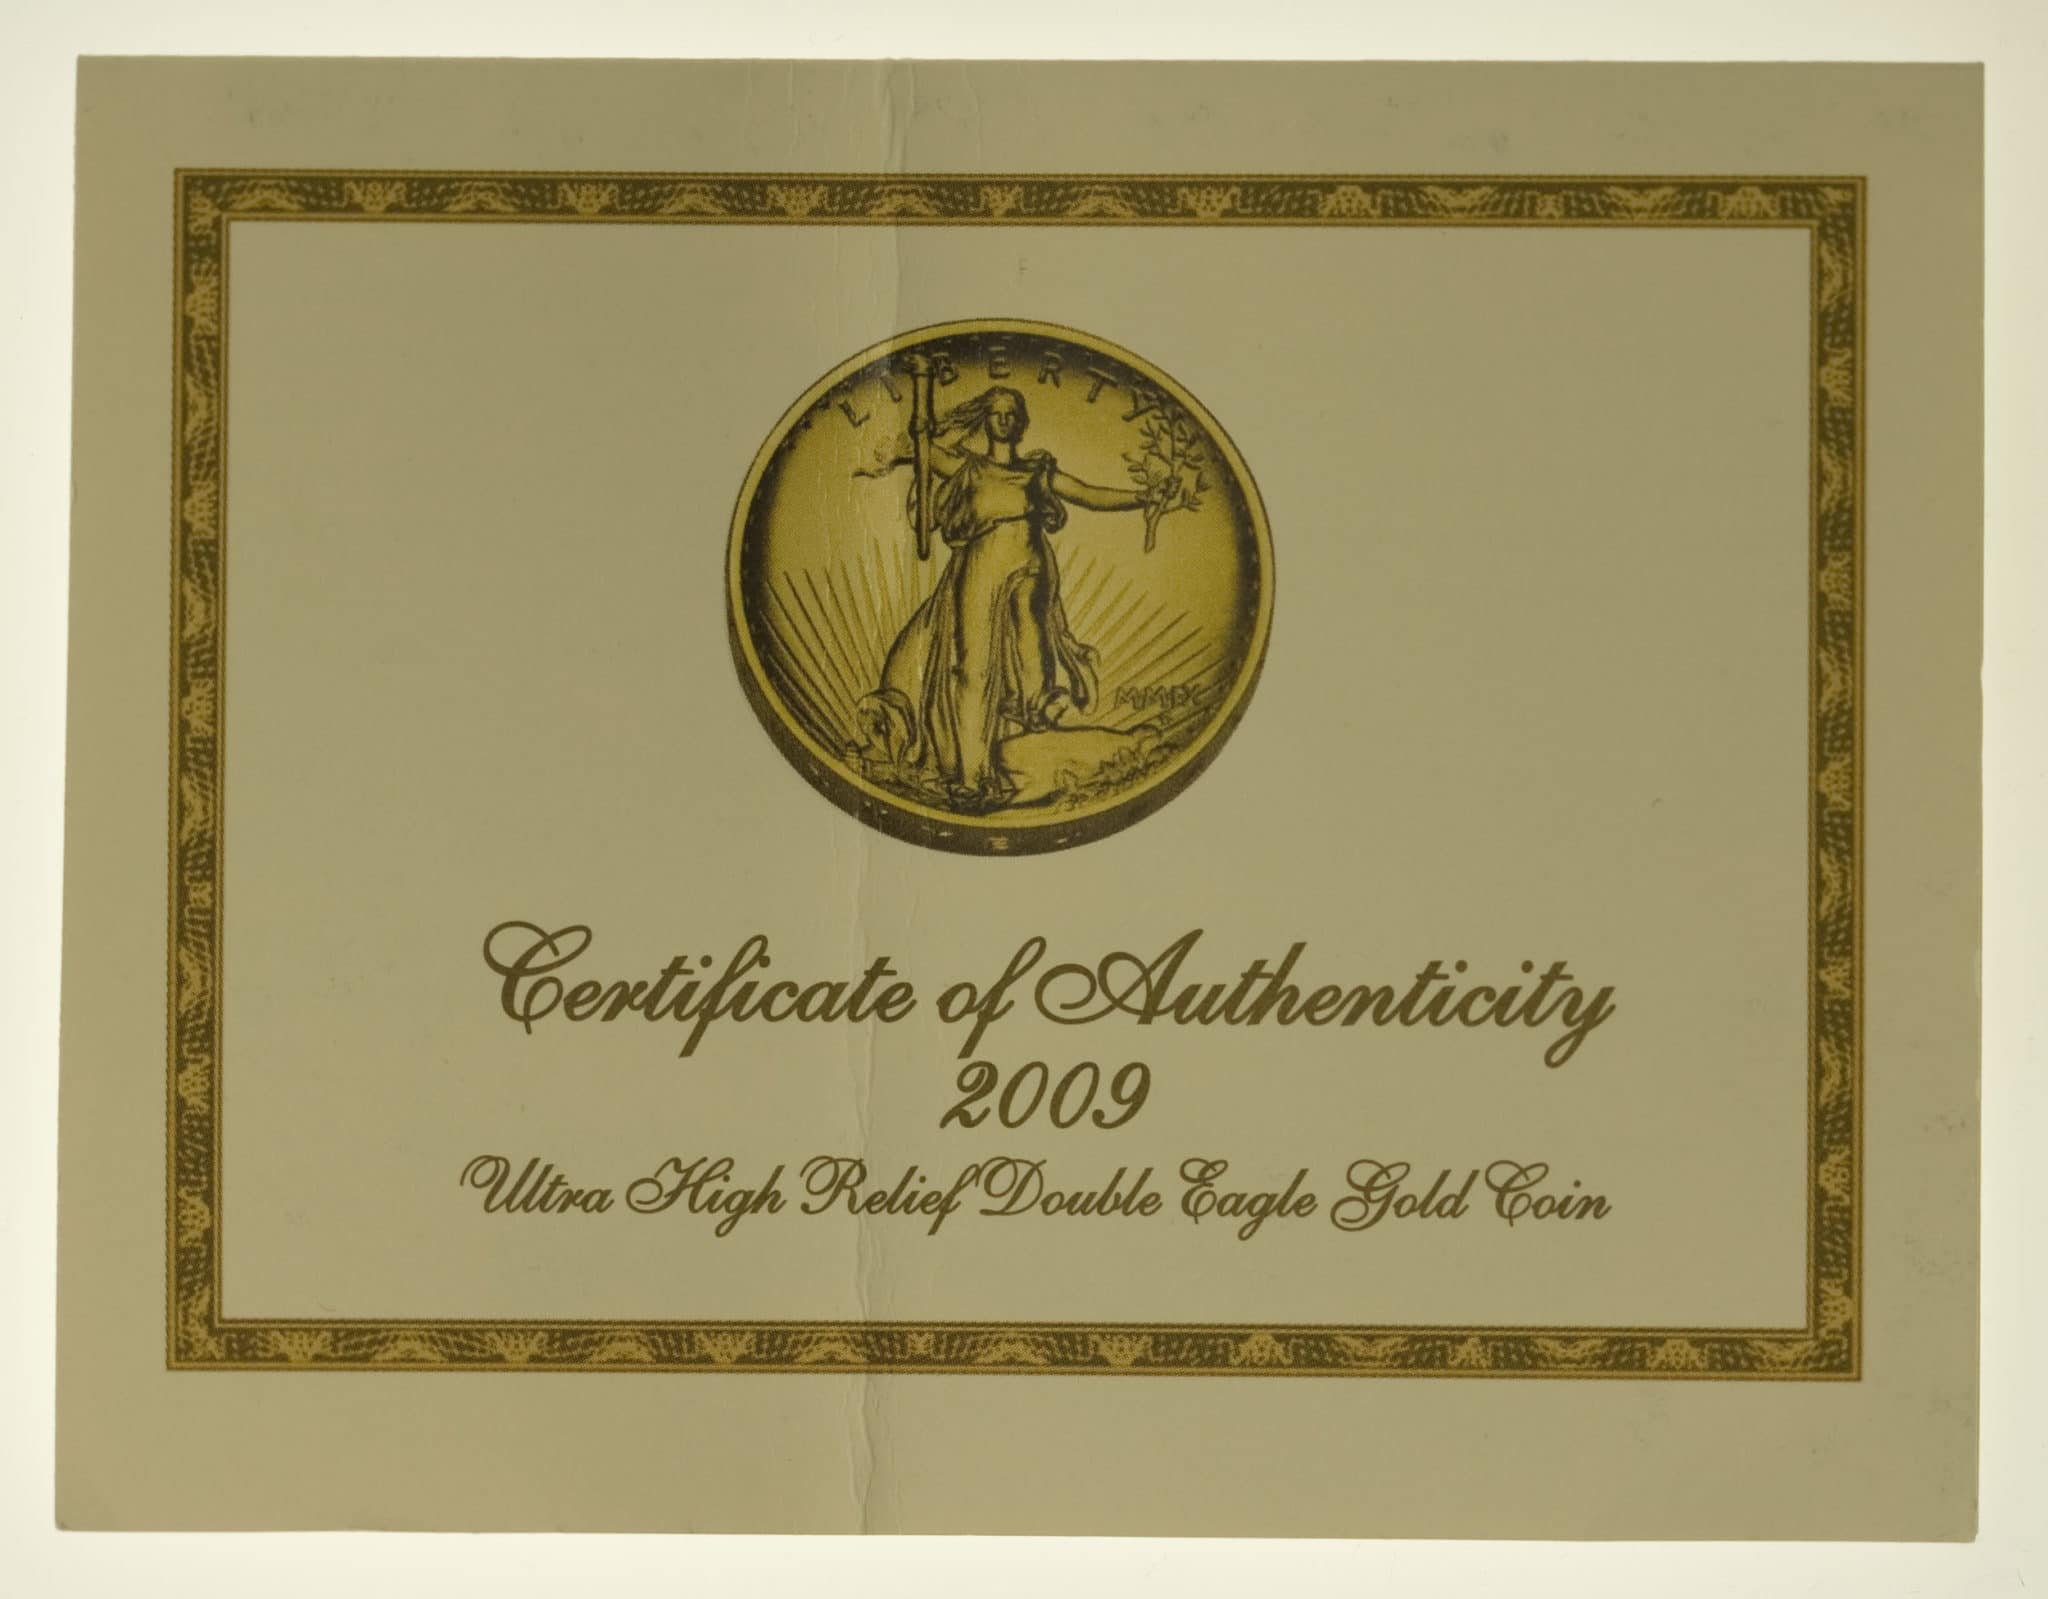 LIBERTY
MMIX
Certificate of Authenticity
2009
Ultra High Relief Double Eagle Gold Coin